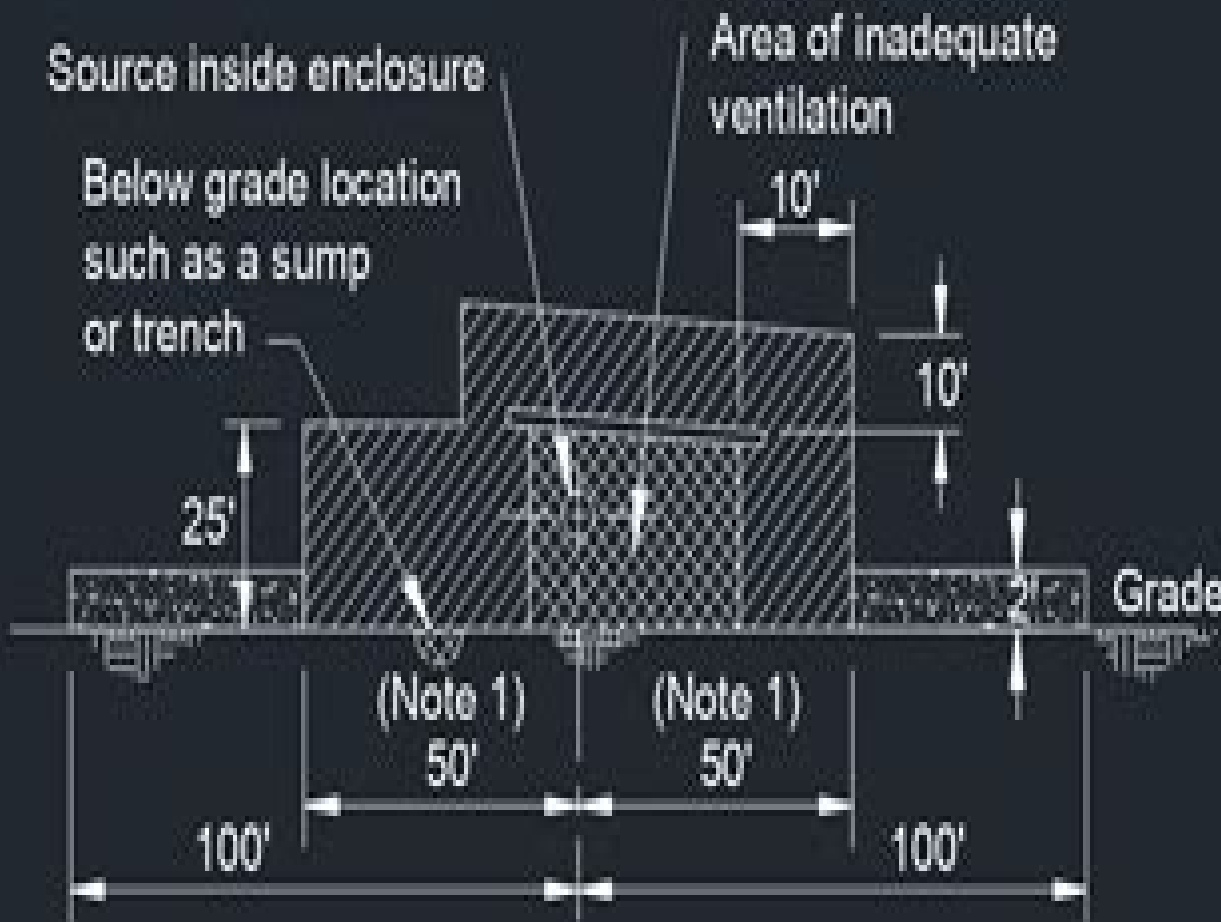 Area of inadequate
ventilation
Source inside enclosure
Below grade location
such as a sump
or trench
10'
10'
25'
2'
Grade
(Note 1)
50'
(Note 1)
50'
100'
100'